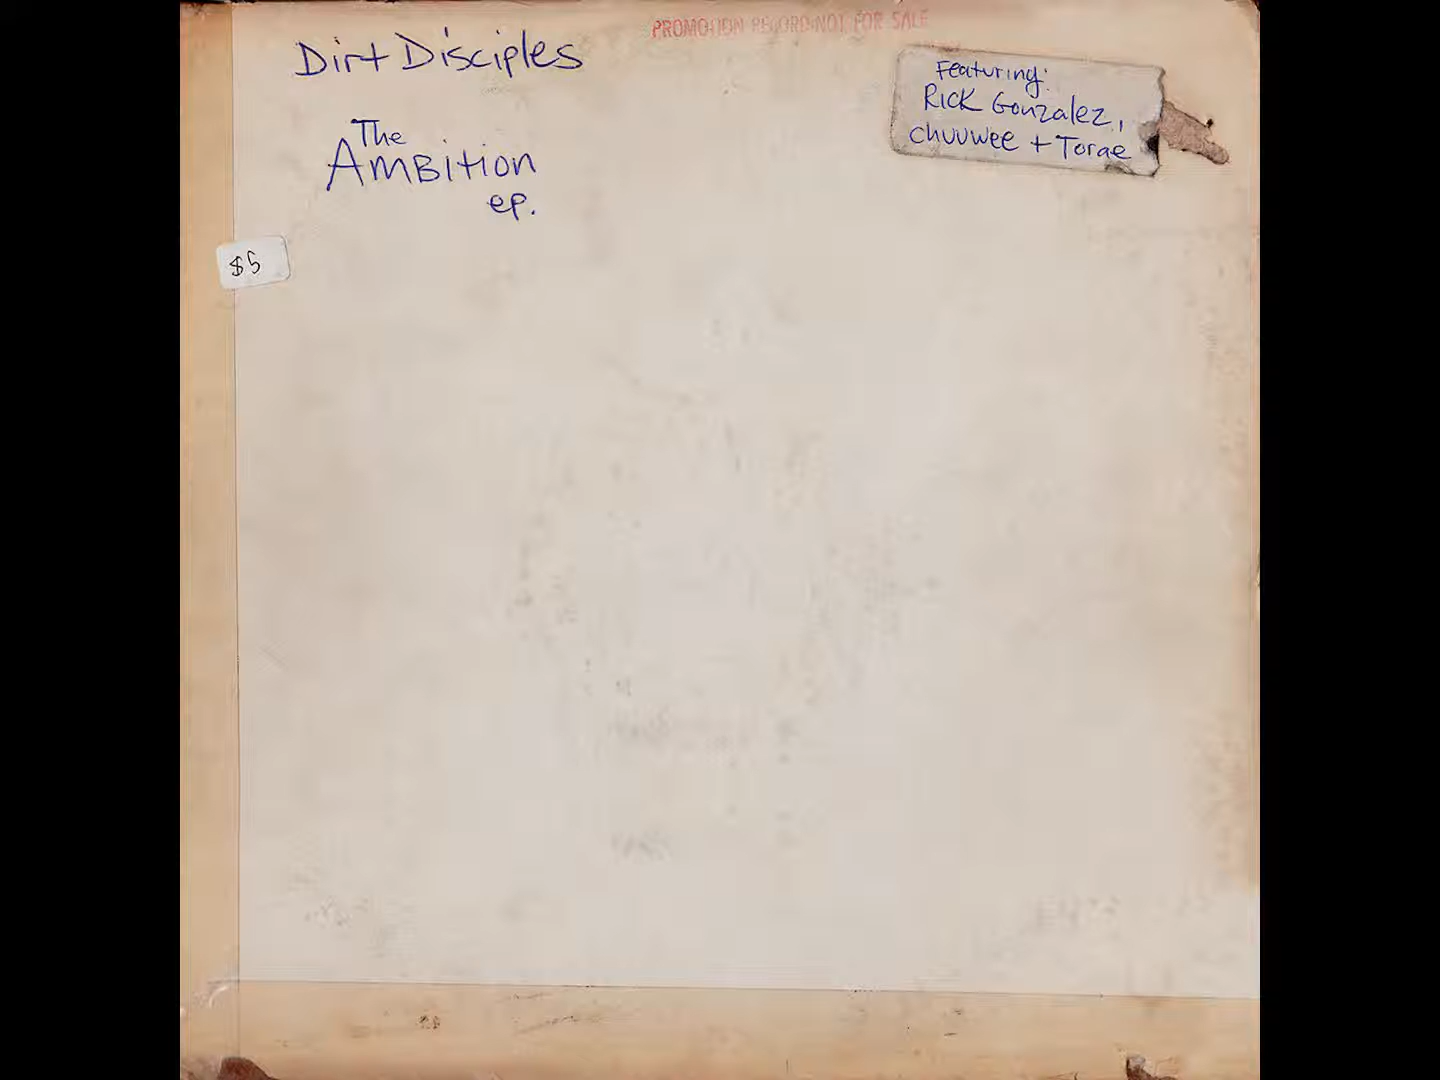 PROMOTION RECORD NOT FOR SALE
Dirt Disciples
The
Ambition
ep.
Featuring:
Rick Gonzalez,
Chuuwee + Torae
$5